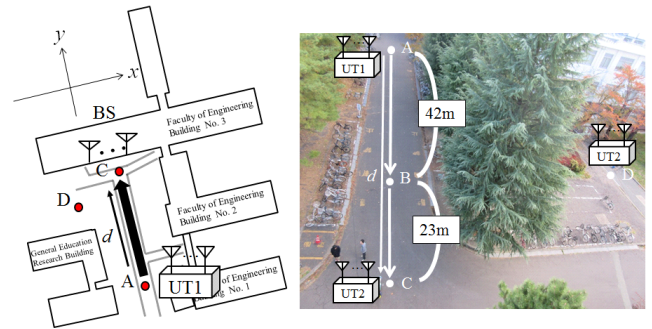 y
x
BS
Faculty of Engineering
Building No. 3
C
D
Faculty of Engineering
Building No. 2
d
General Education
Research Building
A
UT1
Faculty of Engineering
Building No. 1
UT1
A
42m
UT2
D
d
B
23m
UT2
C